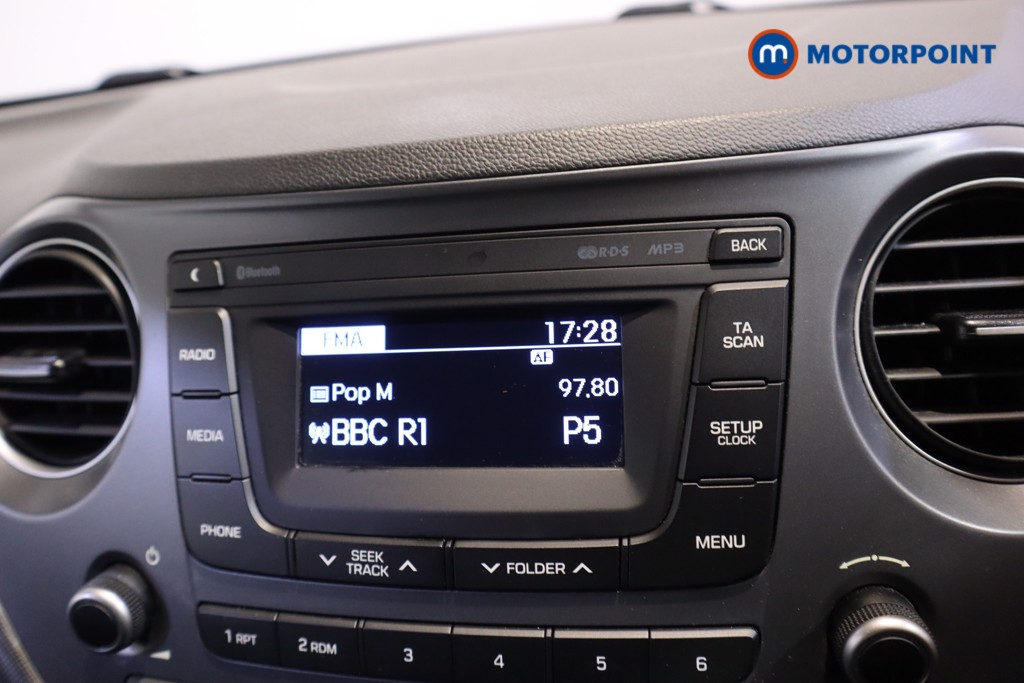 m MOTORPOINT
BACK
Bluetooth
R·D·S MP3
TA
SCAN
FMA 17:28
AF
RADIO
Pop M 97.80
BBC R1 P5
MEDIA
SETUP
CLOCK
PHONE
MENU
SEEK
TRACK
FOLDER
1 RPT 2 RDM 3 4 5 6